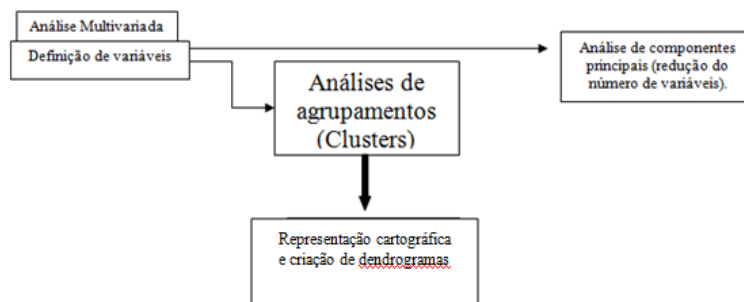 Análise Multivariada
Definição de variáveis
Análise de componentes
principais (redução do
número de variáveis).
Análises de
agrupamentos
(Clusters)
Representação cartográfica
e criação de dendrogramas